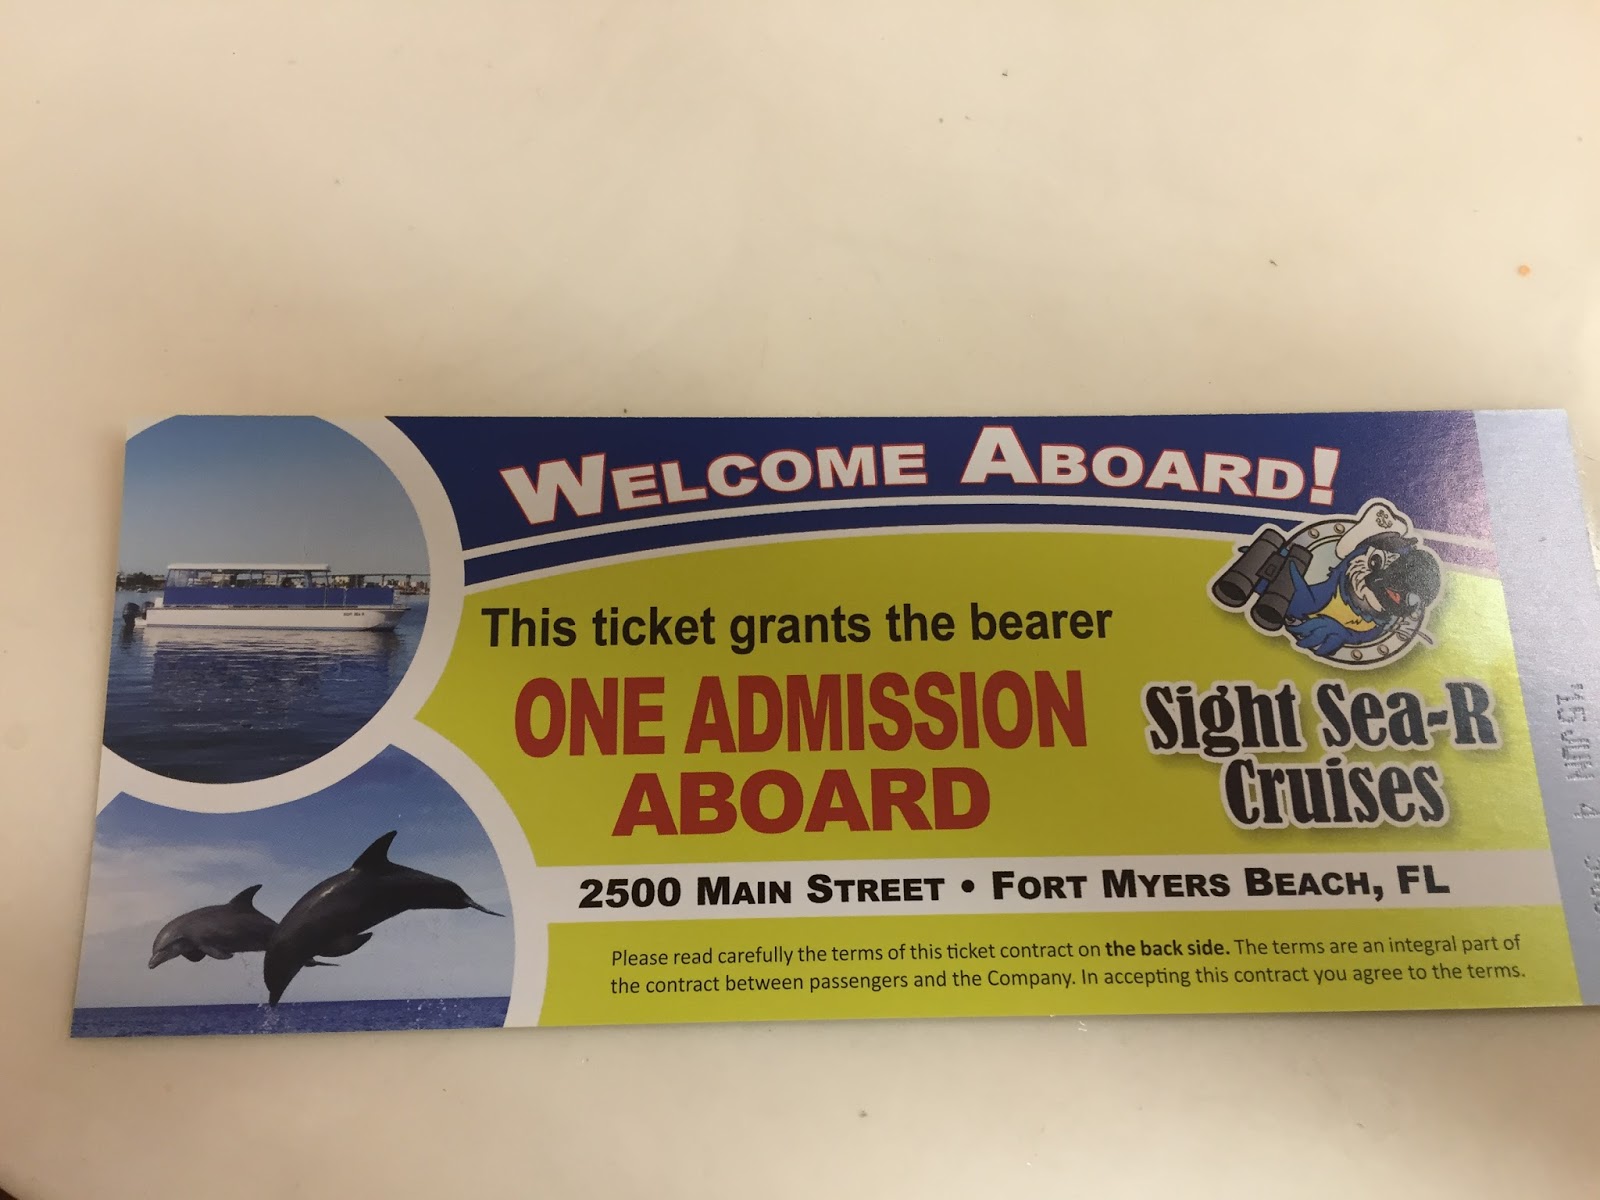 WELCOME ABOARD!
This ticket grants the bearer
ONE ADMISSION
ABOARD
Sight Sea-R
Cruises
2500 MAIN STREET • FORT MYERS BEACH, FL
Please read carefully the terms of this ticket contract on the back side. The terms are an integral part of
the contract between passengers and the Company. In accepting this contract you agree to the terms.